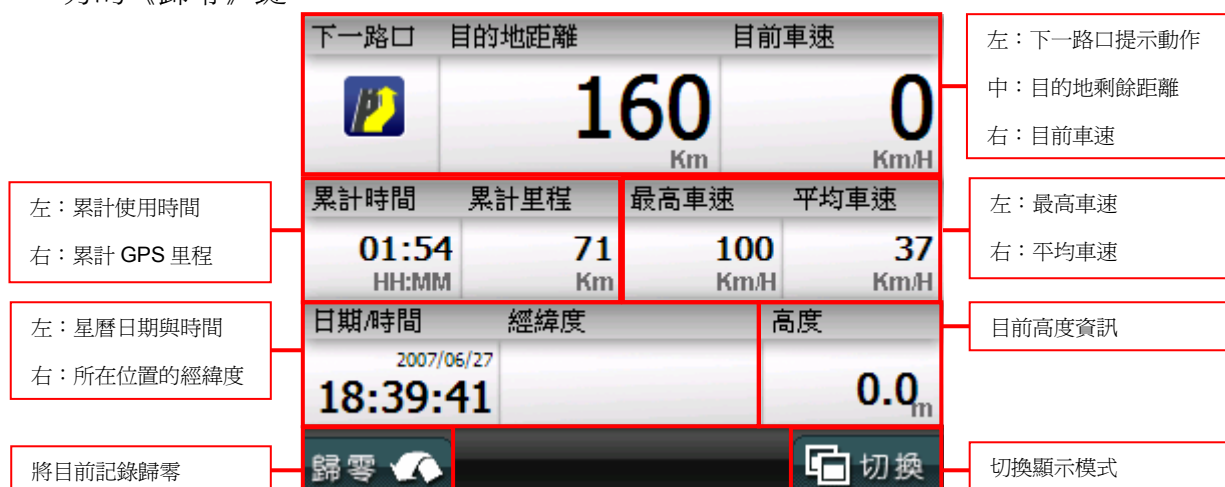 下一路口 目的地距離 目前車速
160 Km
0 Km/H
左：下一路口提示動作
中：目的地剩餘距離
右：目前車速
左：累計使用時間
右：累計 GPS 里程
累計時間 累計里程 最高車速 平均車速
01:54 71 100 37
HH:MM Km Km/H Km/H
左：最高車速
右：平均車速
左：星曆日期與時間
右：所在位置的經緯度
日期/時間 經緯度 高度
2007/06/27
18:39:41 0.0 m
目前高度資訊
將目前記錄歸零
歸零 切換
切換顯示模式